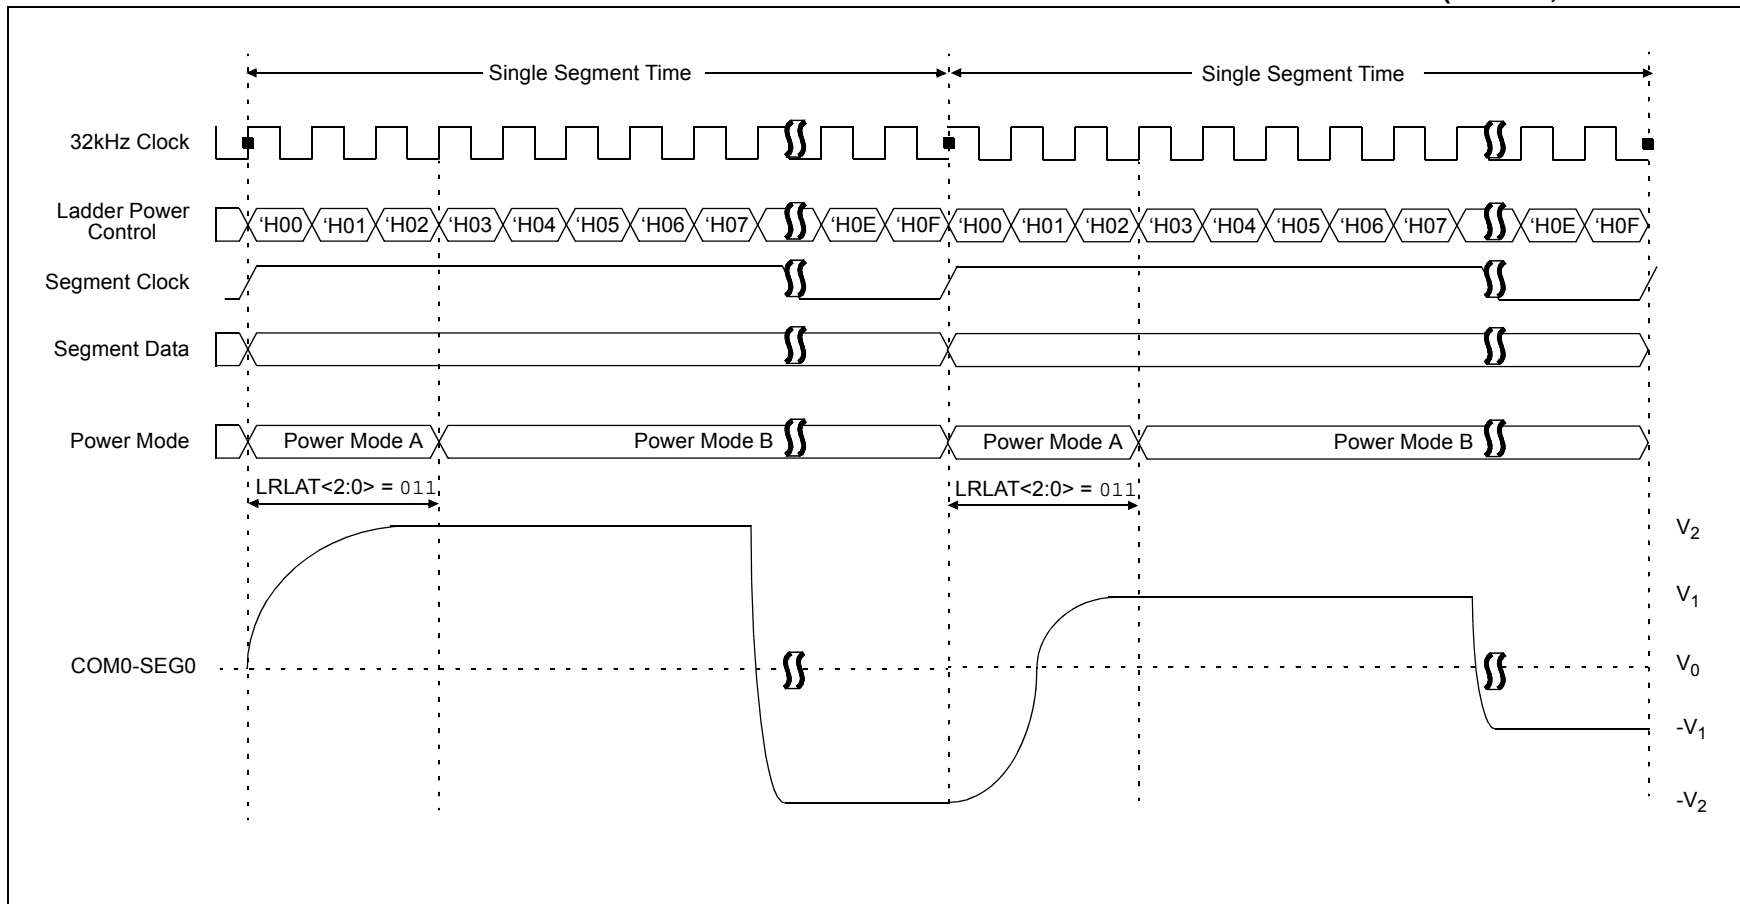 Single Segment Time Single Segment Time
32kHz Clock
Ladder Power
Control
‘H00 ‘H01 ‘H02 ‘H03 ‘H04 ‘H05 ‘H06 ‘H07 ‘H0E ‘H0F ‘H00 ‘H01 ‘H02 ‘H03 ‘H04 ‘H05 ‘H06 ‘H07 ‘H0E ‘H0F
Segment Clock
Segment Data
Power Mode Power Mode A Power Mode B Power Mode A Power Mode B
LRLAT<2:0> = 011 LRLAT<2:0> = 011
V2
V1
COM0-SEG0 V0
-V1
-V2